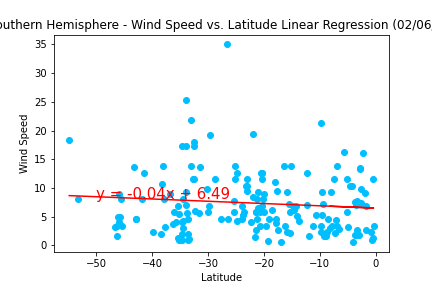 outhern Hemisphere - Wind Speed vs. Latitude Linear Regression (02/06/
35
30
25
20
15
10
5
0
Wind Speed
y = -0.04x + 6.49
−50 −40 −30 −20 −10 0
Latitude